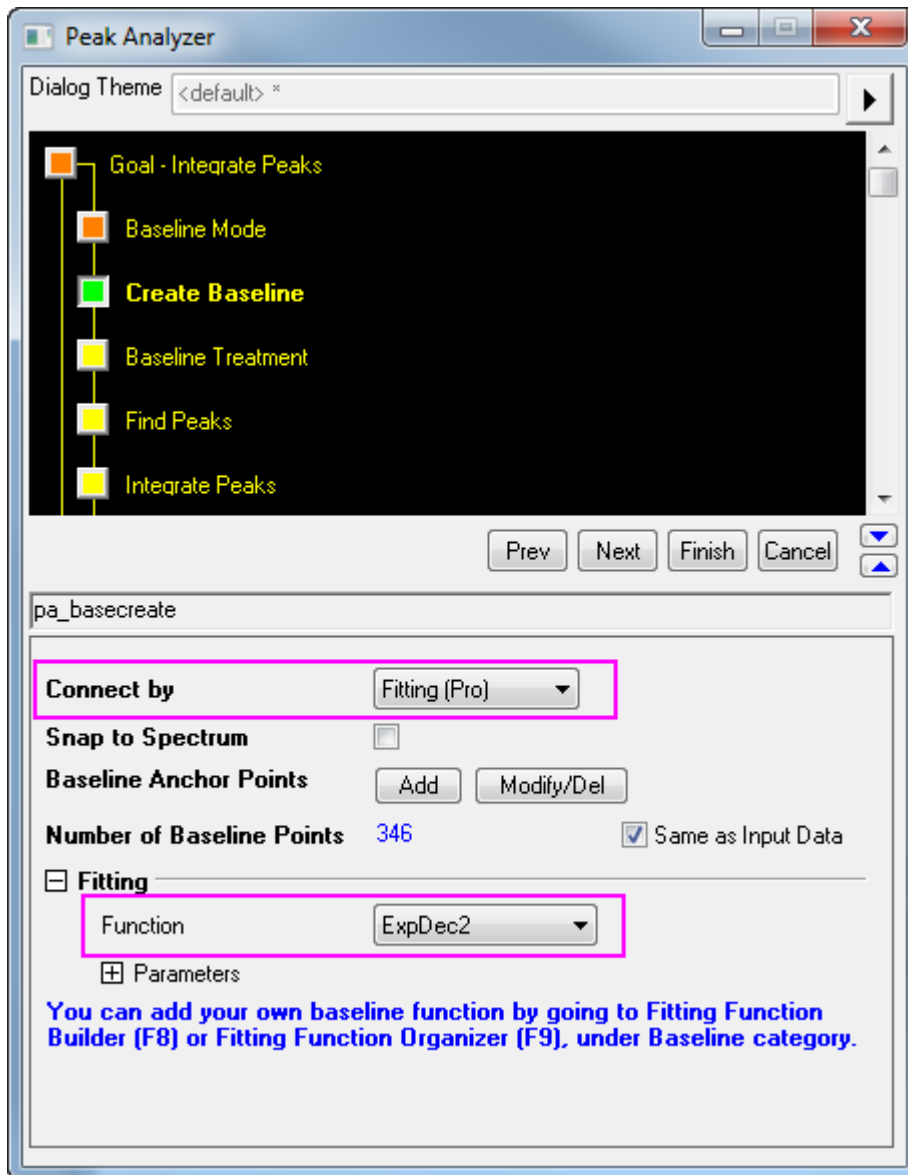 Peak Analyzer
Dialog Theme <default> *
Goal - Integrate Peaks
Baseline Mode
Create Baseline
Baseline Treatment
Find Peaks
Integrate Peaks
Prev Next Finish Cancel
pa_basecreate
Connect by Fitting (Pro)
Snap to Spectrum
Baseline Anchor Points Add Modify/Del
Number of Baseline Points 346 Same as Input Data
Fitting
Function ExpDec2
Parameters
You can add your own baseline function by going to Fitting Function
Builder (F8) or Fitting Function Organizer (F9), under Baseline category.